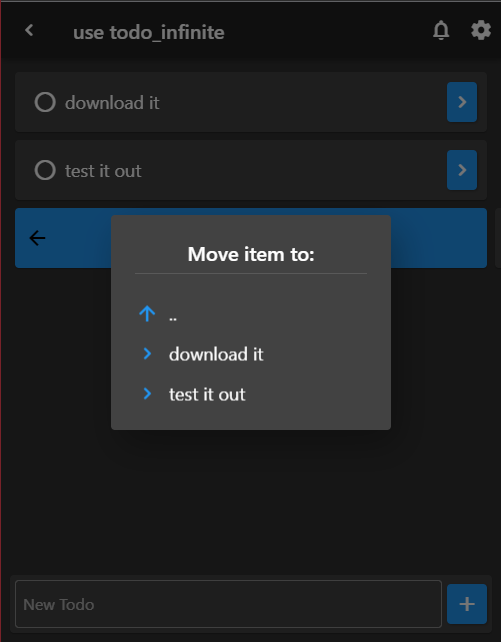 use todo_infinite
download it
test it out
Move item to:
..
download it
test it out
New Todo